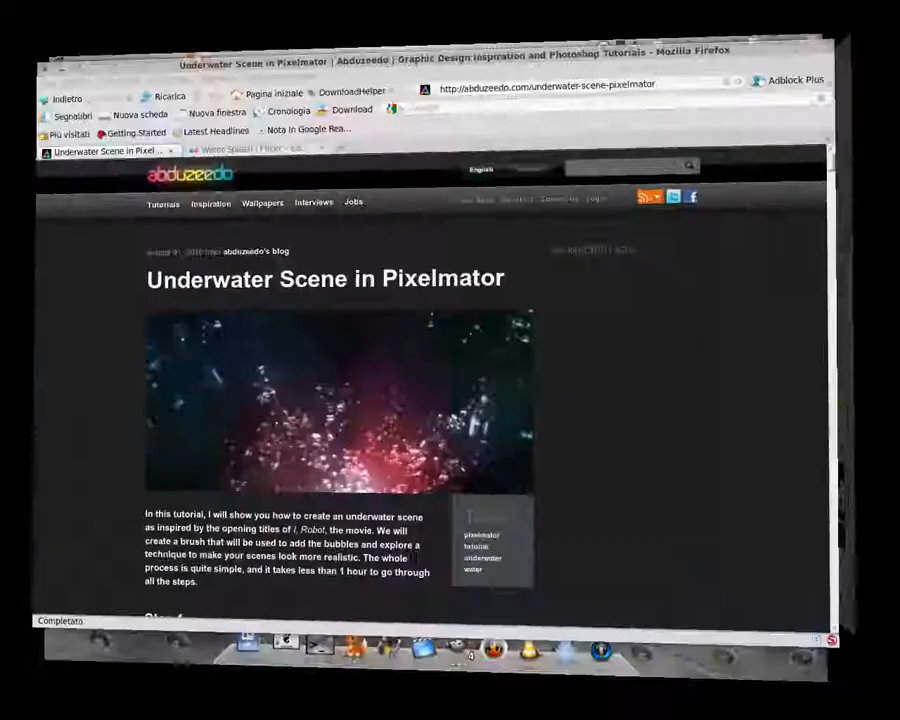 Underwater Scene in Pixelmator | Abduzeedo | Graphic Design Inspiration and Photoshop Tutorials - Mozilla Firefox
Indietro Ricarica Pagina iniziale DownloadHelper http://abduzeedo.com/underwater-scene-pixelmator Adblock Plus
Segnalibri Nuova scheda Nuova finestra Cronologia Download
Più visitati Getting Started Latest Headlines Nota in Google Rea...
Underwater Scene in Pixel...
abduzeedo English
Tutorials Inspiration Wallpapers Interviews Jobs
abduzeedo's blog
Underwater Scene in Pixelmator
In this tutorial, I will show you how to create an underwater scene
as inspired by the opening titles of I, Robot, the movie. We will
create a brush that will be used to add the bubbles and explore a
technique to make your scenes look more realistic. The whole
process is quite simple, and it takes less than 1 hour to go through
all the steps.
pixelmator
tutorial
underwater
water
Completato